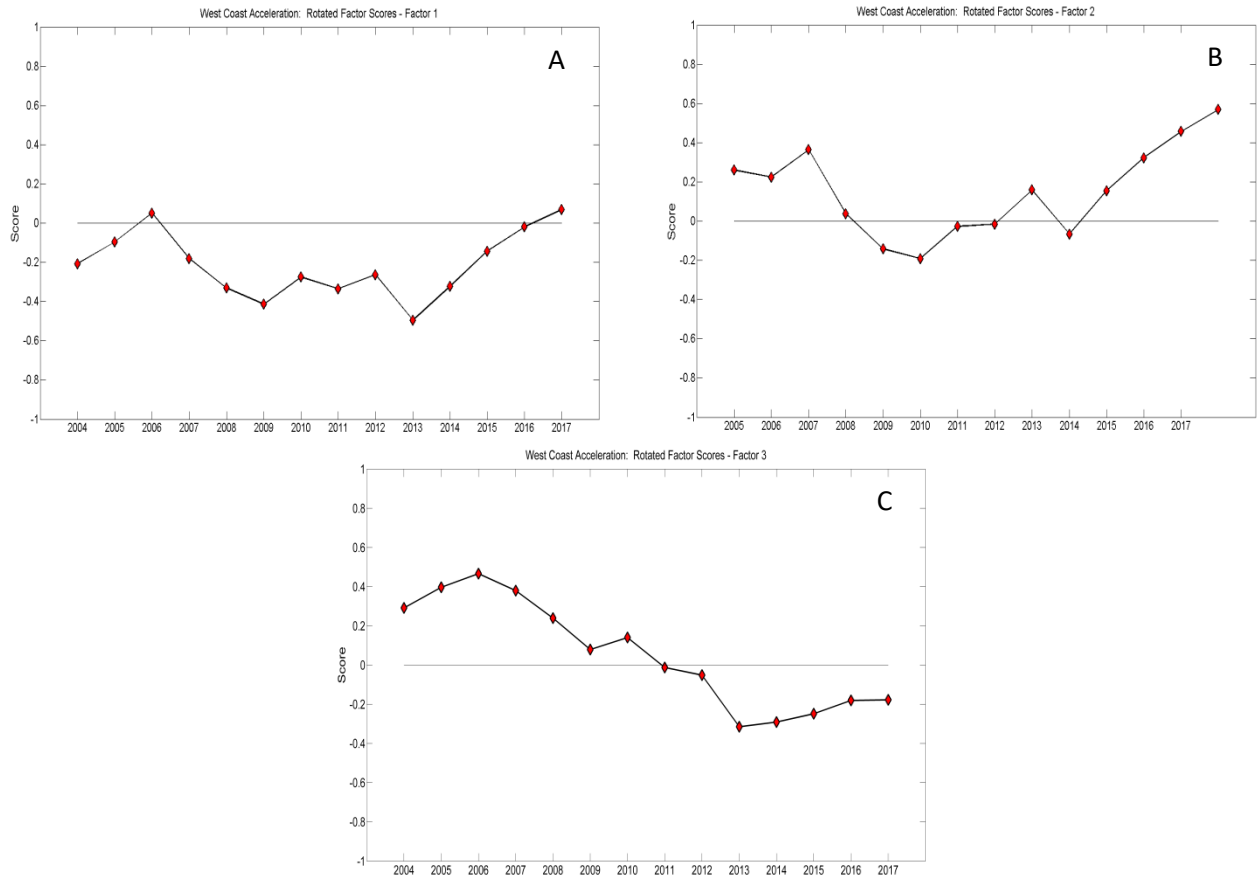 West Coast Acceleration: Rotated Factor Scores - Factor 1
A
1
0.8
0.6
0.4
0.2
0
-0.2
-0.4
-0.6
-0.8
-1
Score
2004 2005 2006 2007 2008 2009 2010 2011 2012 2013 2014 2015 2016 2017
West Coast Acceleration: Rotated Factor Scores - Factor 2
B
1
0.8
0.6
0.4
0.2
0
-0.2
-0.4
-0.6
-0.8
-1
Score
2005 2006 2007 2008 2009 2010 2011 2012 2013 2014 2015 2016 2017
West Coast Acceleration: Rotated Factor Scores - Factor 3
C
1
0.8
0.6
0.4
0.2
0
-0.2
-0.4
-0.6
-0.8
-1
Score
2004 2005 2006 2007 2008 2009 2010 2011 2012 2013 2014 2015 2016 2017